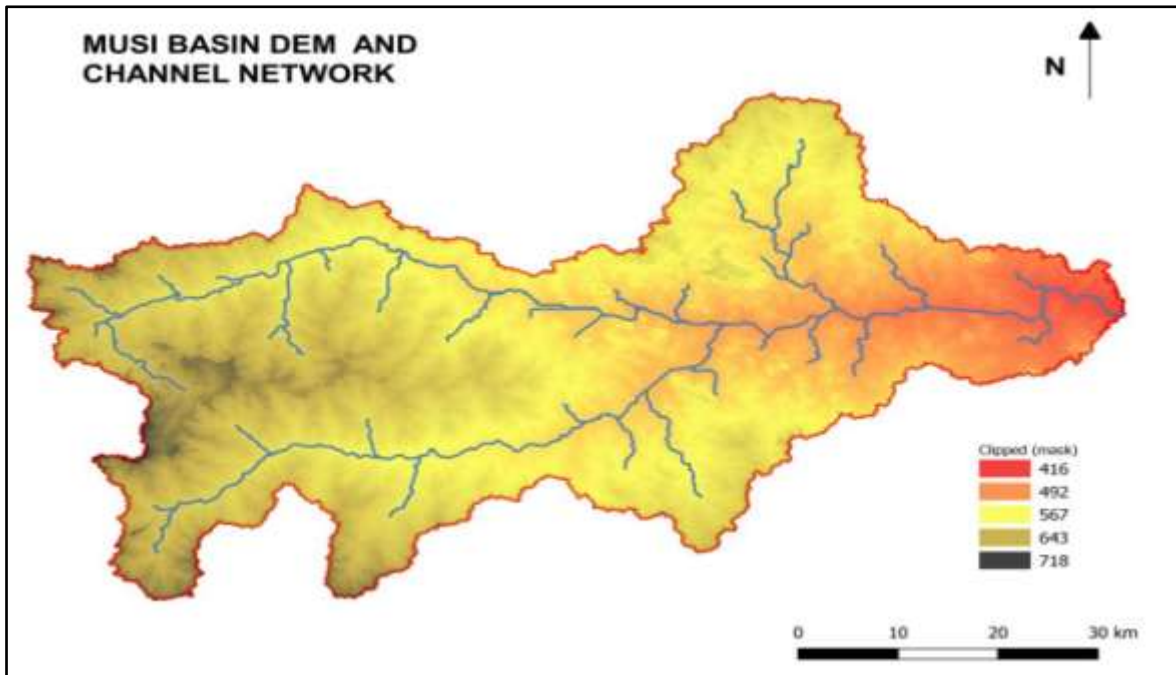 MUSI BASIN DEM AND
CHANNEL NETWORK
N
Clipped (mask)
416
492
567
643
718
0 10 20 30 km